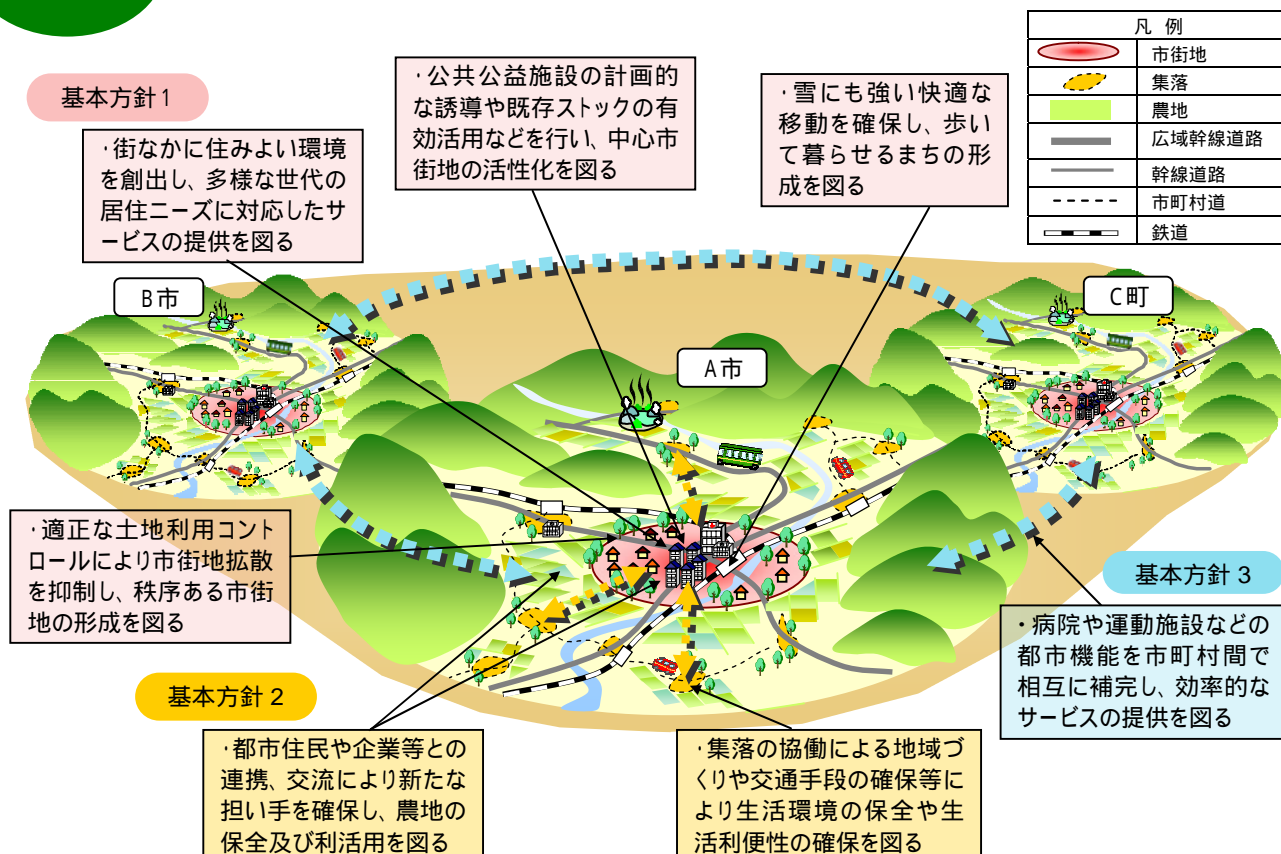 凡 例
市街地
集落
農地
広域幹線道路
幹線道路
市町村道
鉄道
基本方針1
・街なかに住みよい環境
を創出し、多様な世代の
居住ニーズに対応したサ
ービスの提供を図る
・公共公益施設の計画的
な誘導や既存ストックの有
効活用などを行い、中心市
街地の活性化を図る
・雪にも強い快適な
移動を確保し、歩い
て暮らせるまちの形
成を図る
B市
A市
C町
・適正な土地利用コント
ロールにより市街地拡散
を抑制し、秩序ある市街
地の形成を図る
基本方針2
・都市住民や企業等との
連携、交流により新たな
担い手を確保し、農地の
保全及び利活用を図る
・集落の協働による地域づ
くりや交通手段の確保等に
より生活環境の保全や生
活利便性の確保を図る
基本方針3
・病院や運動施設などの
都市機能を市町村間で
相互に補完し、効率的な
サービスの提供を図る